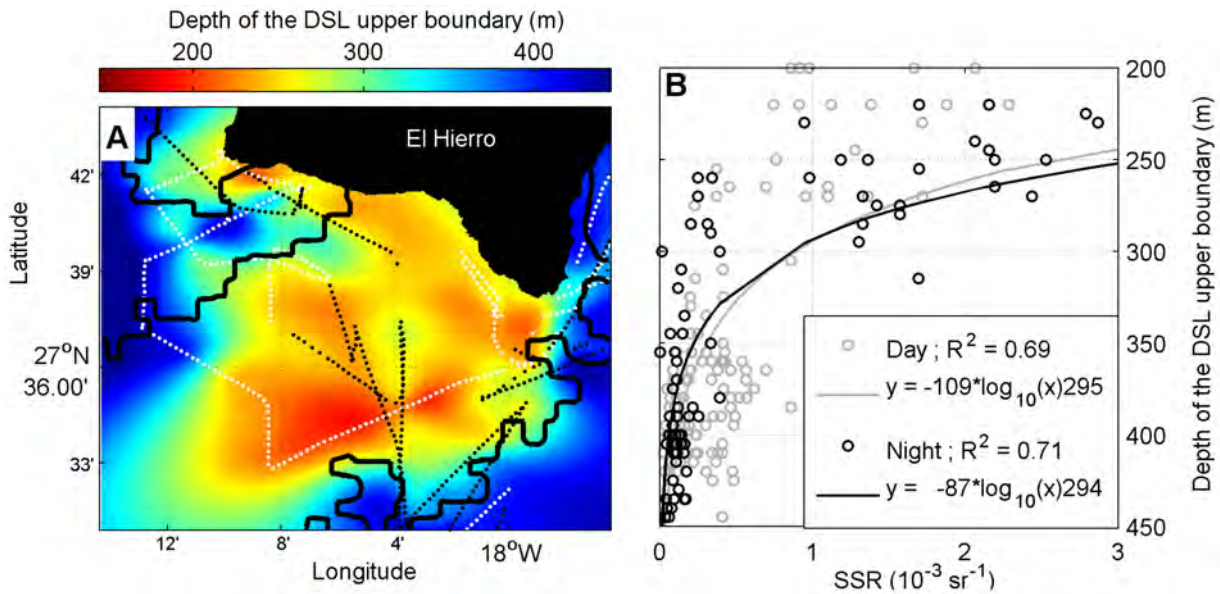 Depth of the DSL upper boundary (m)
200 300 400
A
El Hierro
42'
39'
27°N
36.00'
33'
Latitude
12' 8' 4' 18°W
Longitude
B
200
250
300
350
400
450
Depth of the DSL upper boundary (m)
Day ; R² = 0.69
y = -109*log₁₀(x)295
Night ; R² = 0.71
y = -87*log₁₀(x)294
0 1 2 3
SSR (10⁻³ sr⁻¹)